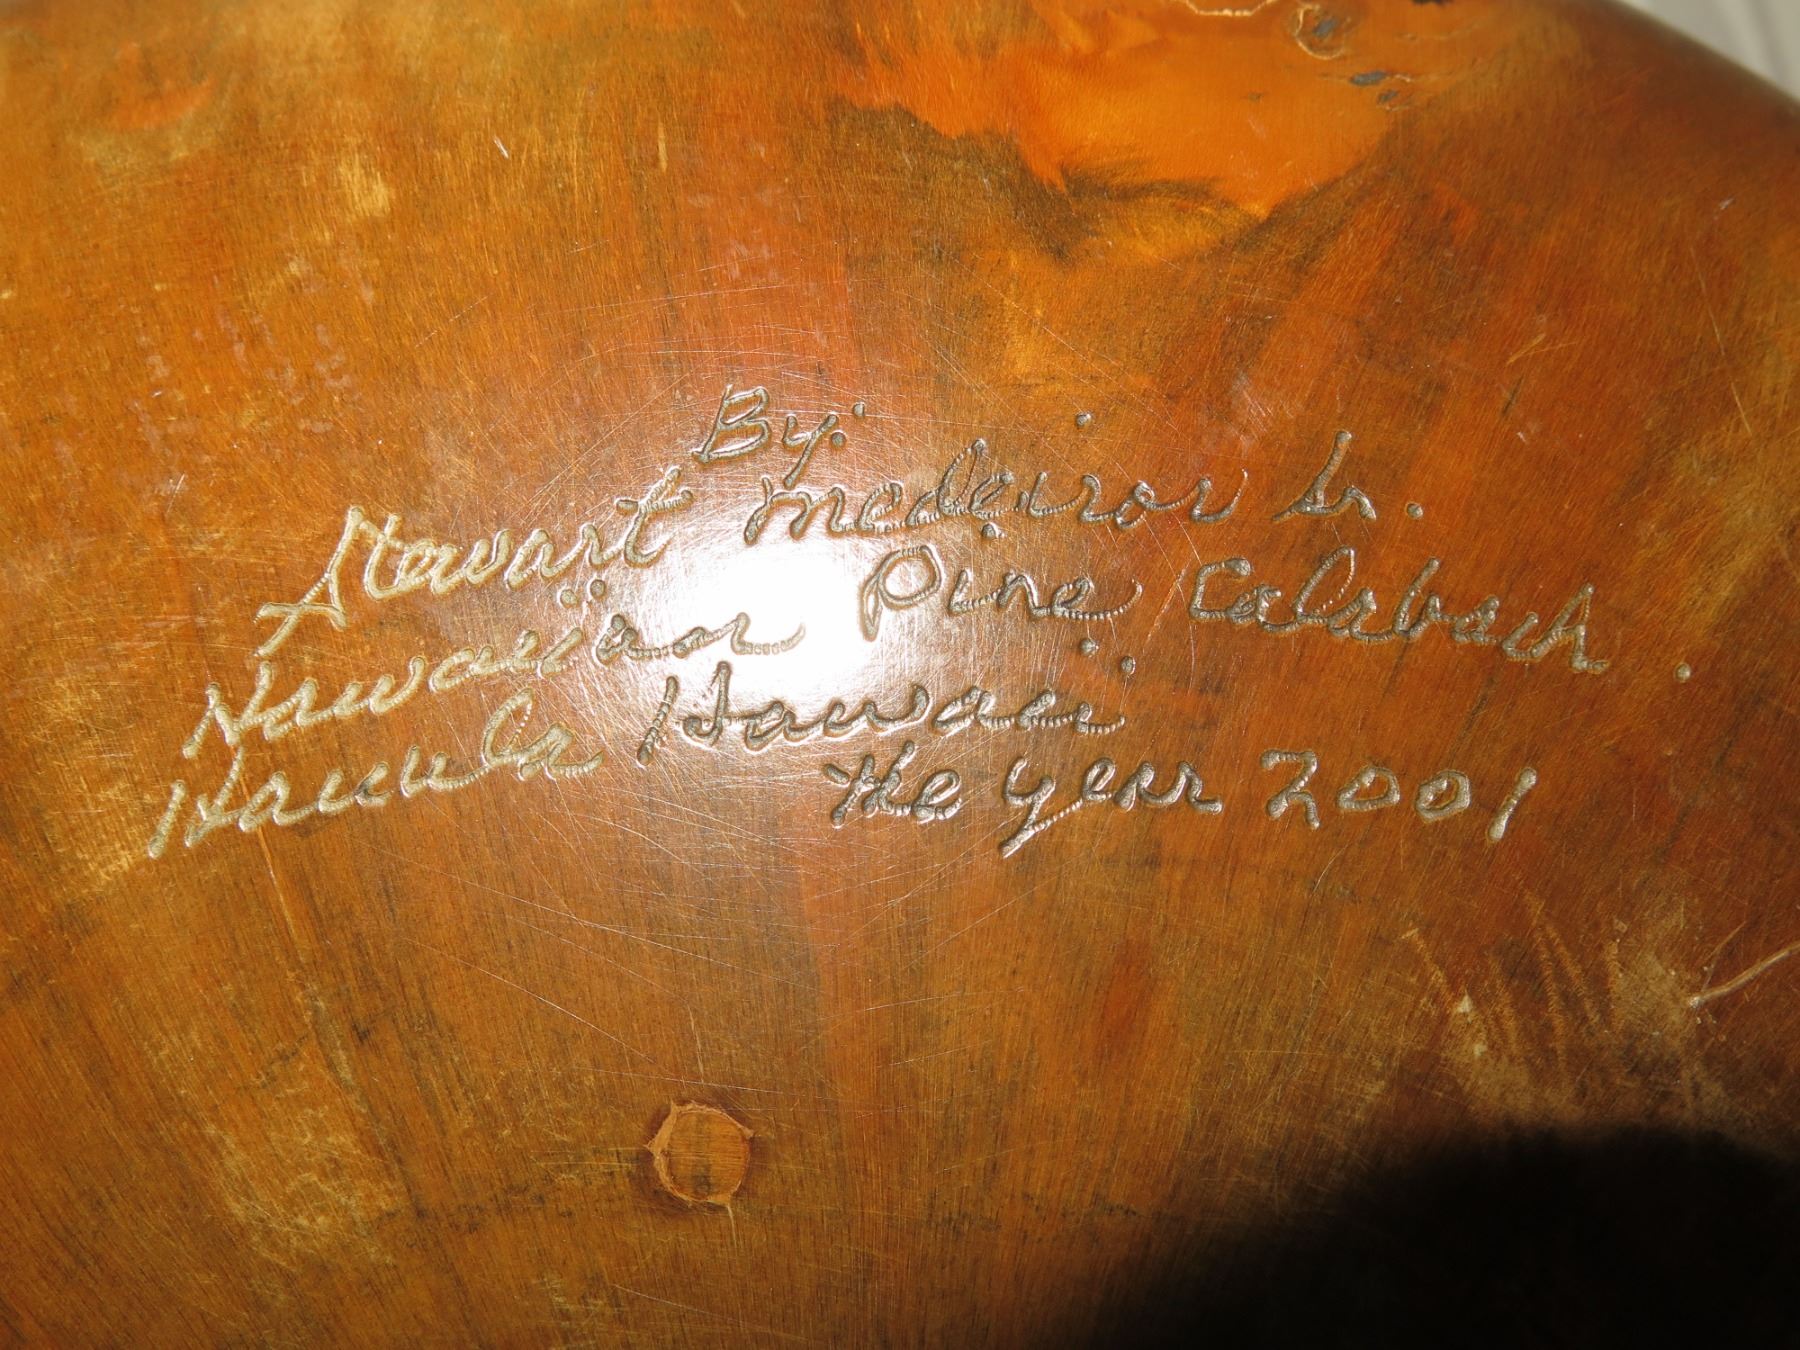 By:
Stewart Medeiros Sr.
Hawaiian Pine Calabash.
Hauula Hawaii
the year 2001